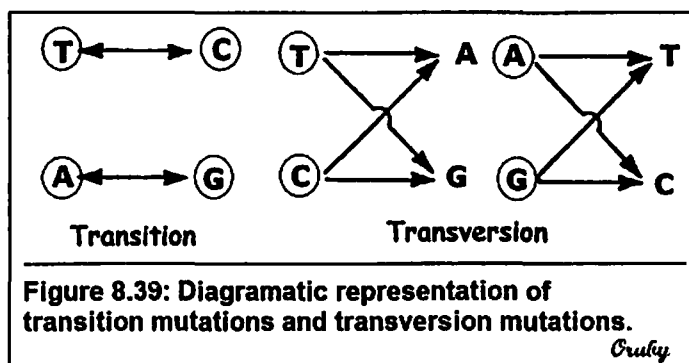 T C T A A T
A G C G G C
Transition Transversion
Figure 8.39: Diagramatic representation of
transition mutations and transversion mutations.